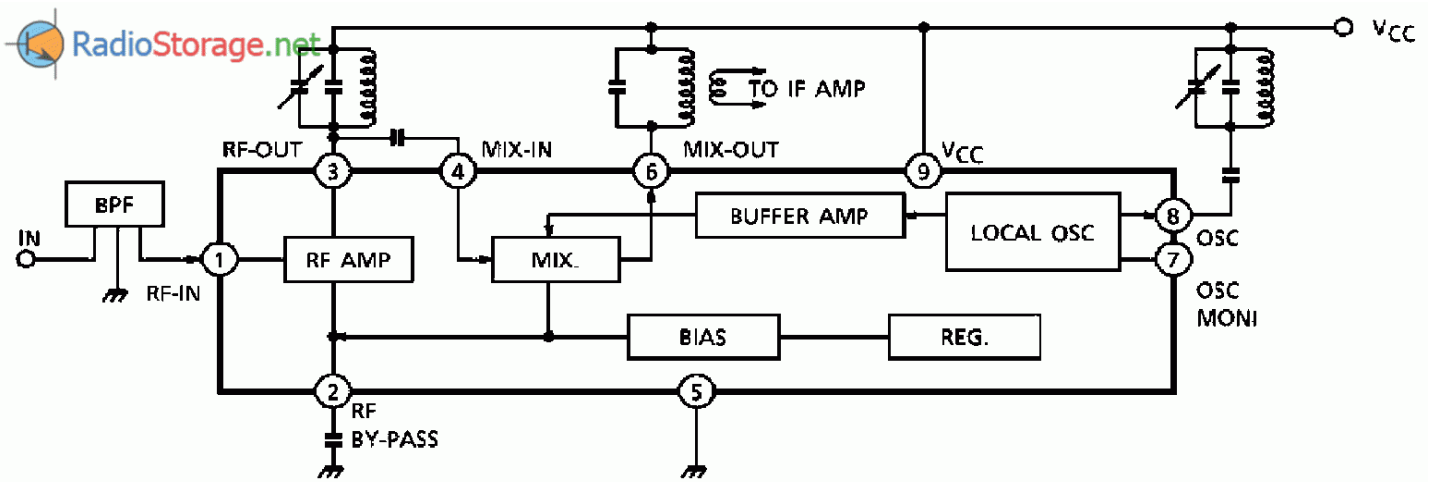 RadioStorage.net
VCC
TO IF AMP
RF-OUT
MIX-IN
MIX-OUT
VCC
3
4
6
9
BPF
BUFFER AMP
8
IN
LOCAL OSC
OSC
1
RF AMP
MIX.
7
RF-IN
OSC
MONI
BIAS
REG.
2
5
RF
BY-PASS